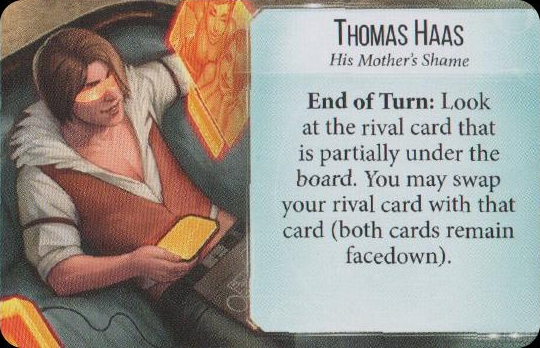 THOMAS HAAS
His Mother's Shame
End of Turn: Look
at the rival card that
is partially under the
board. You may swap
your rival card with that
card (both cards remain
facedown).